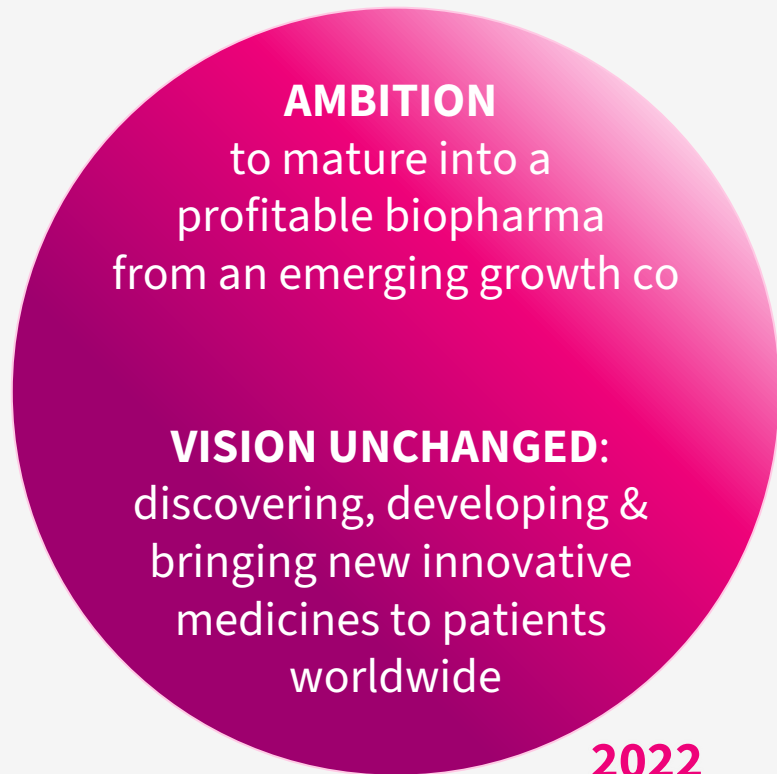 AMBITION
to mature into a
profitable biopharma
from an emerging growth co
VISION UNCHANGED:
discovering, developing &
bringing new innovative
medicines to patients
worldwide
2022